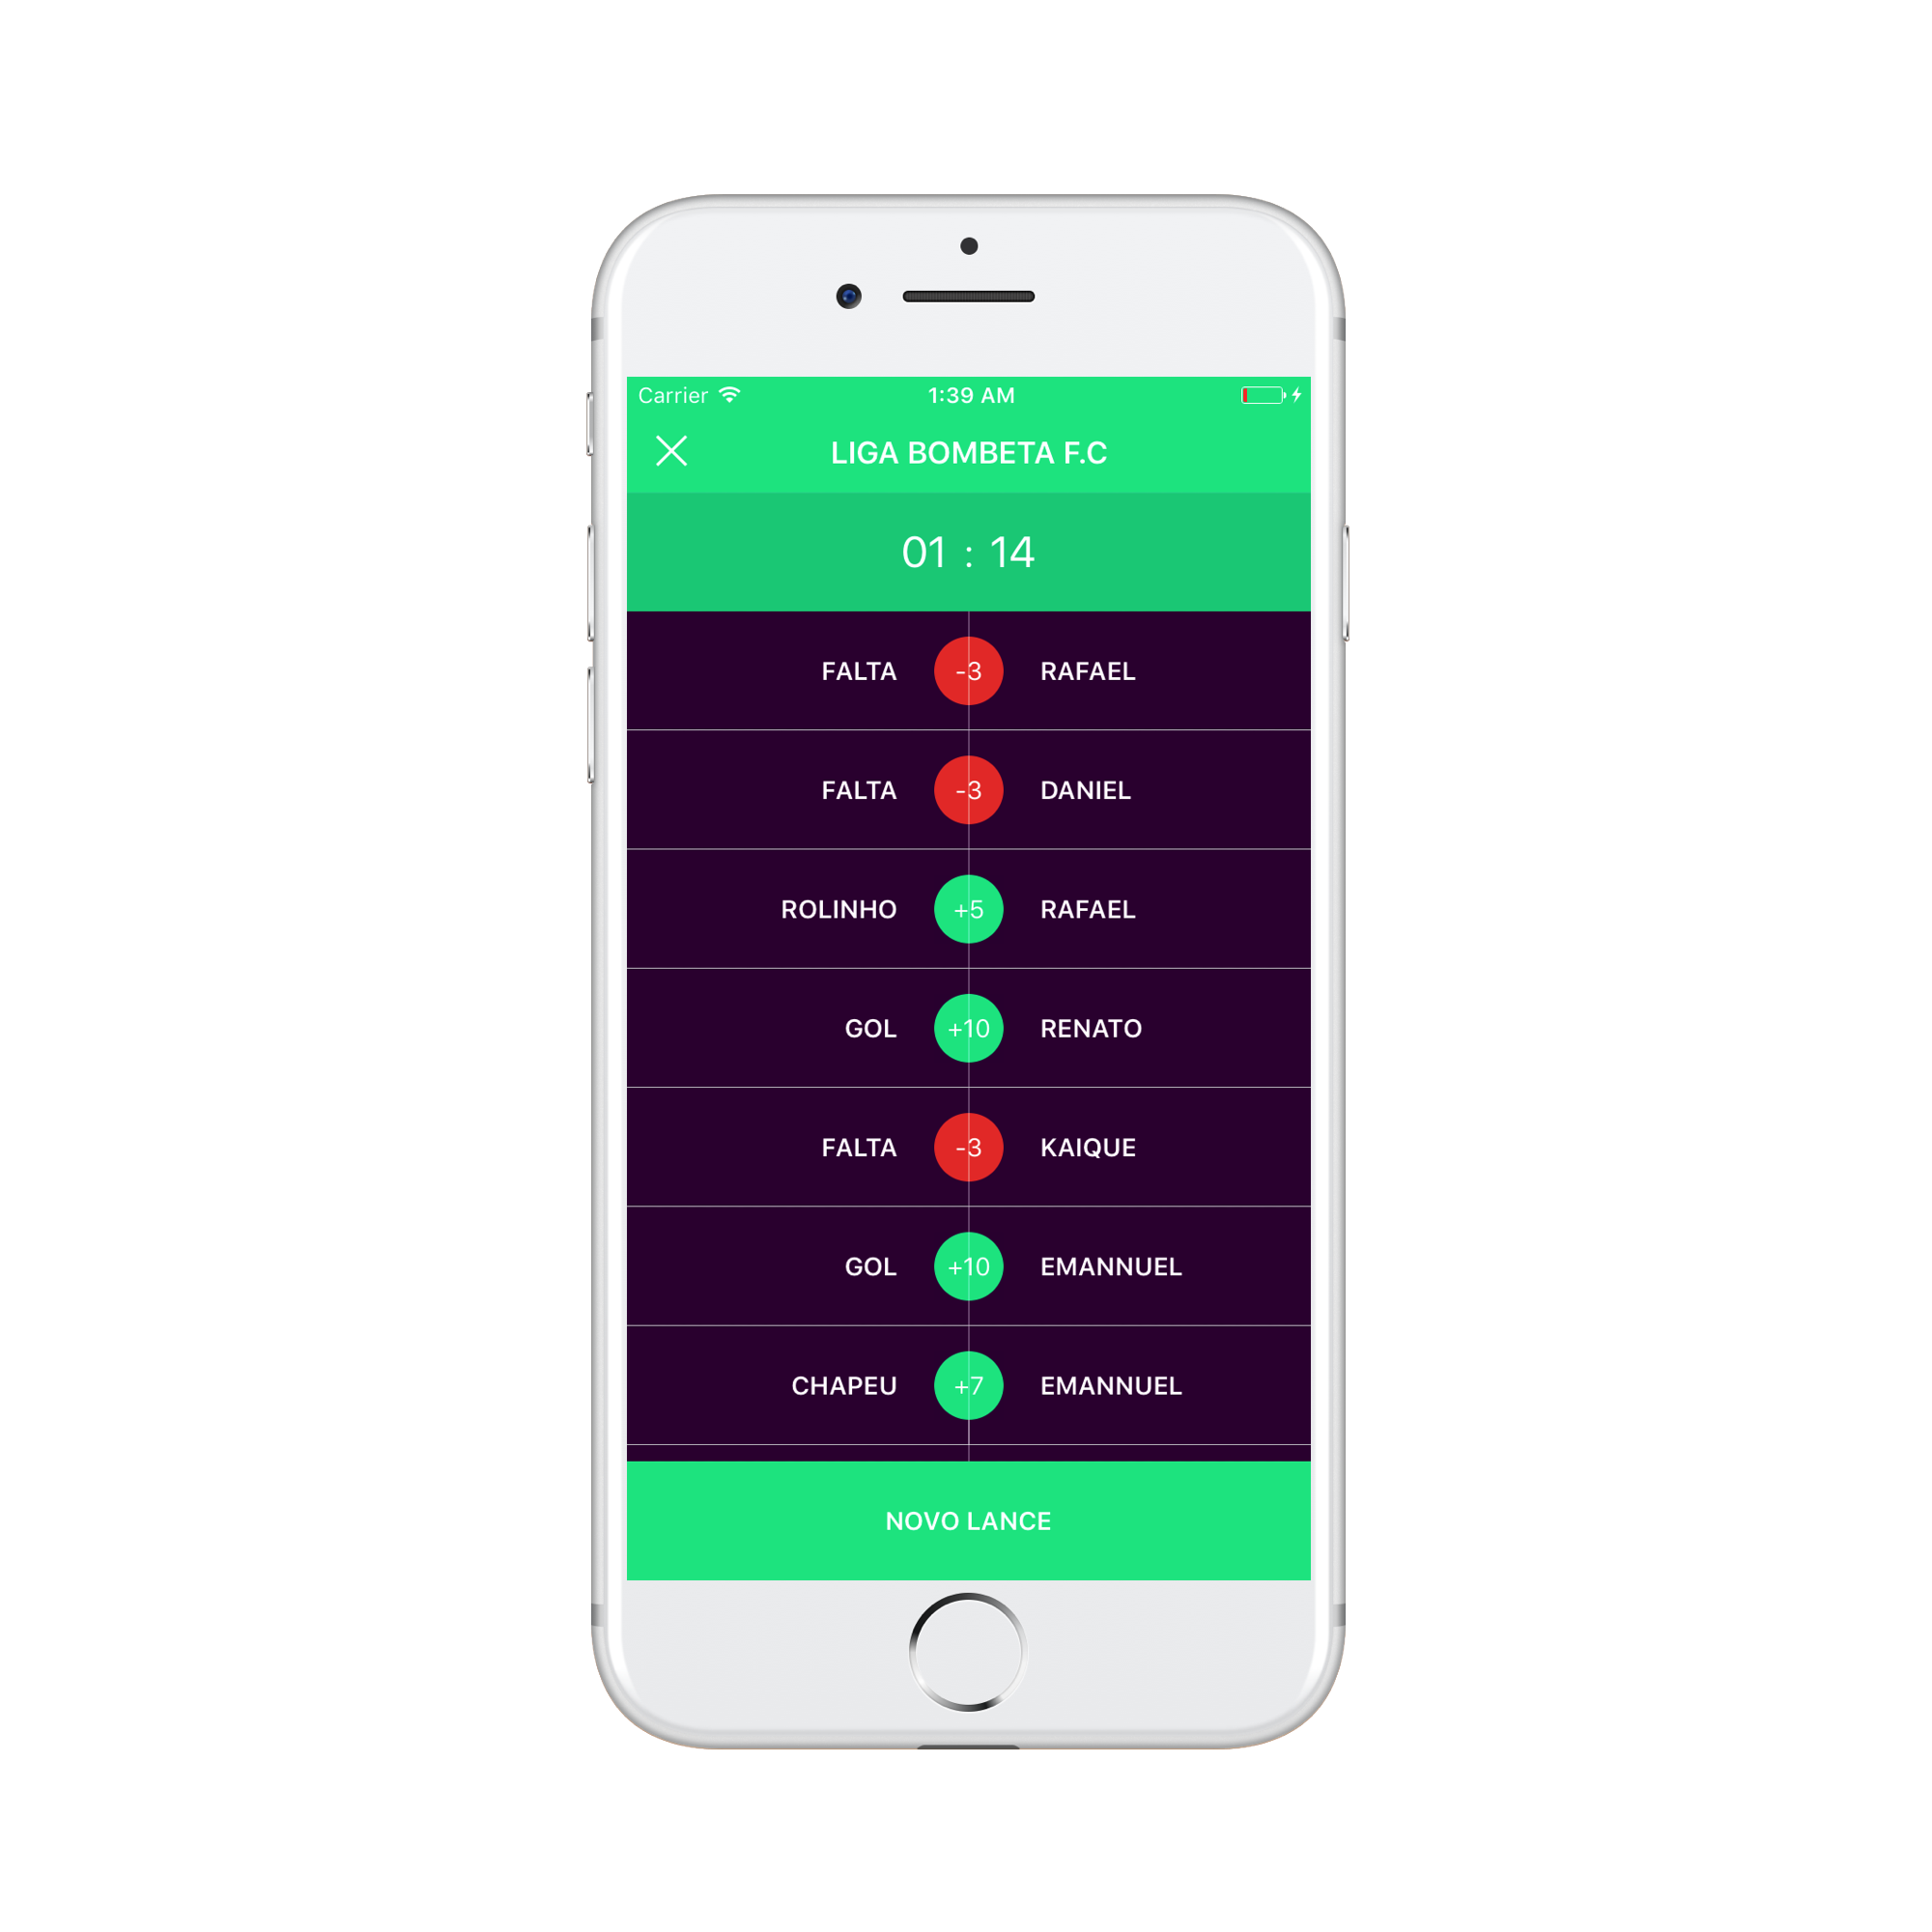 Carrier 1:39 AM
LIGA BOMBETA F.C
01 : 14
FALTA -3 RAFAEL
FALTA -3 DANIEL
ROLINHO +5 RAFAEL
GOL +10 RENATO
FALTA -3 KAIQUE
GOL +10 EMANNUEL
CHAPEU +7 EMANNUEL
NOVO LANCE